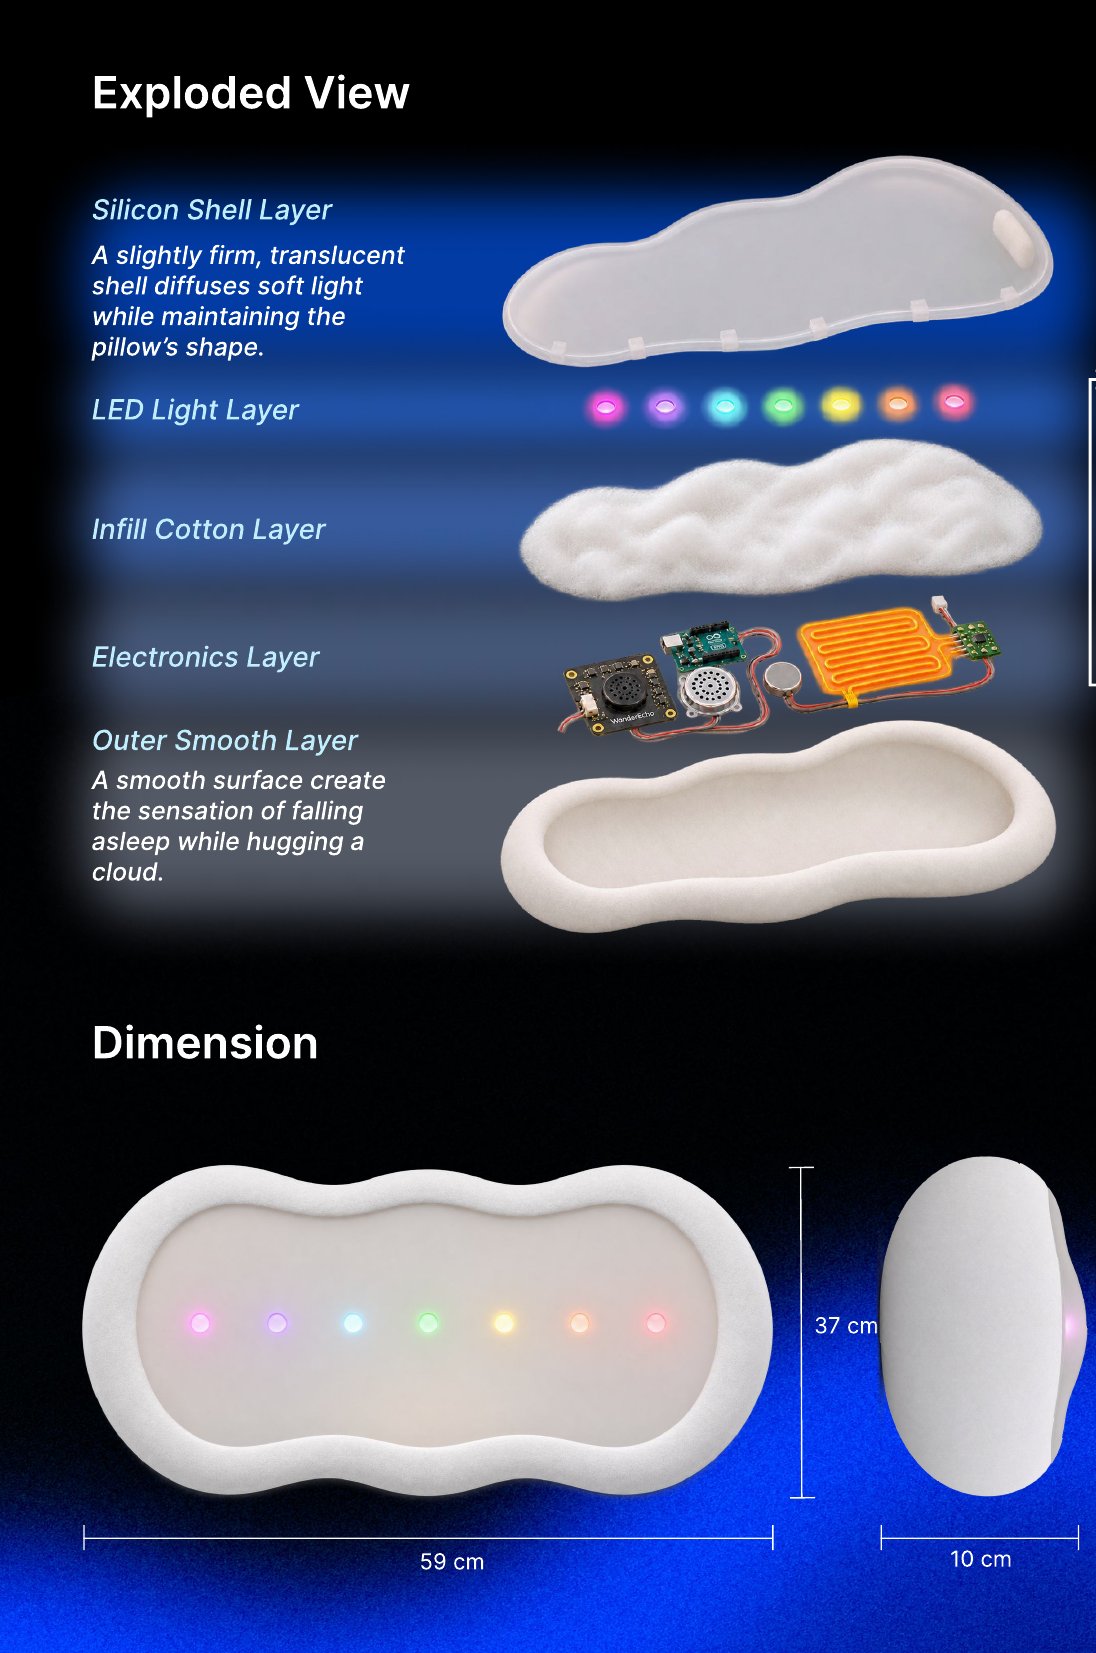 Exploded View
Silicon Shell Layer
A slightly firm, translucent
shell diffuses soft light
while maintaining the
pillow's shape.
LED Light Layer
Infill Cotton Layer
Electronics Layer
WanderEcho
Outer Smooth Layer
A smooth surface create
the sensation of falling
asleep while hugging a
cloud.
Dimension
37 cm
59 cm
10 cm